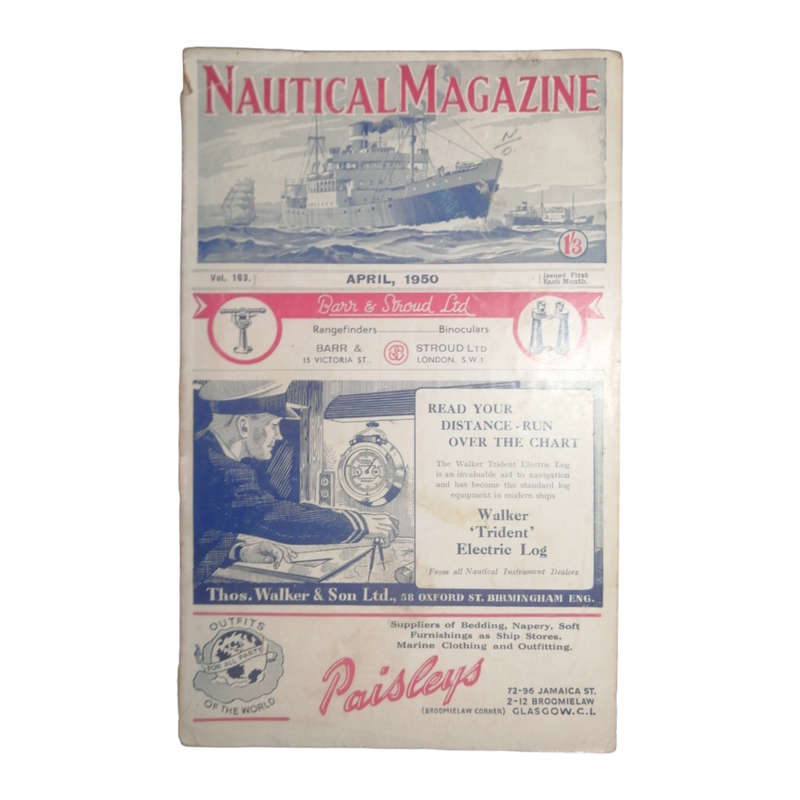 NAUTICAL MAGAZINE
N/O.
1'3
Vol. 163.
APRIL, 1950
Issued First
Each Month.
Barr & Stroud Ltd
Rangefinders Binoculars
BARR & STROUD LTD
15 VICTORIA ST., LONDON, S.W.1
READ YOUR
DISTANCE-RUN
OVER THE CHART
The Walker Trident Electric Log
is an invaluable aid to navigation
and has become the standard log
equipment in modern ships
Walker
'Trident'
Electric Log
From all Nautical Instrument Dealers
Thos. Walker & Son Ltd., 58 OXFORD ST. BIRMINGHAM ENG.
OUTFITS
FOR ALL PARTS
OF THE WORLD
Suppliers of Bedding, Napery, Soft
Furnishings as Ship Stores.
Marine Clothing and Outfitting.
Paisleys
(BROOMIELAW CORNER)
72-96 JAMAICA ST.
2-12 BROOMIELAW
GLASGOW.C.1.